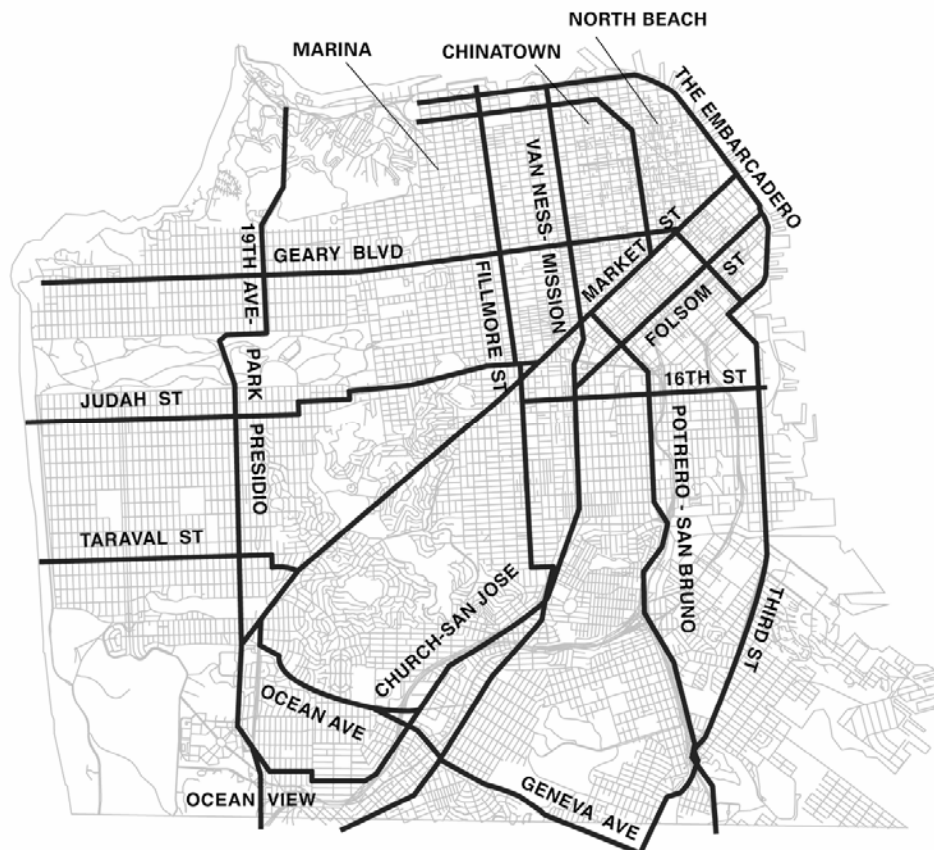 NORTH BEACH
MARINA
CHINATOWN
THE EMBARCADERO
VAN NESS-
MISSION
19TH AVE-
PARK
PRESIDIO
GEARY BLVD
MARKET ST
FILLMORE ST
FOLSOM ST
JUDAH ST
16TH ST
POTRERO - SAN BRUNO
TARAVAL ST
CHURCH-SAN JOSE
THIRD ST
OCEAN AVE
OCEAN VIEW
GENEVA AVE